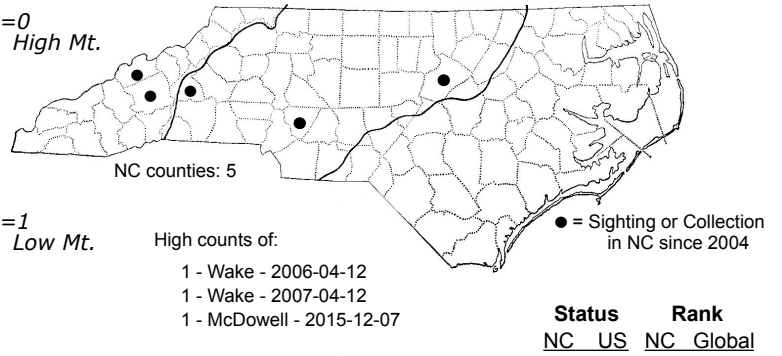 =0
High Mt.
NC counties: 5
=1
Low Mt.
High counts of:
1 - Wake - 2006-04-12
1 - Wake - 2007-04-12
1 - McDowell - 2015-12-07
● = Sighting or Collection
in NC since 2004
Status Rank
NC US NC Global